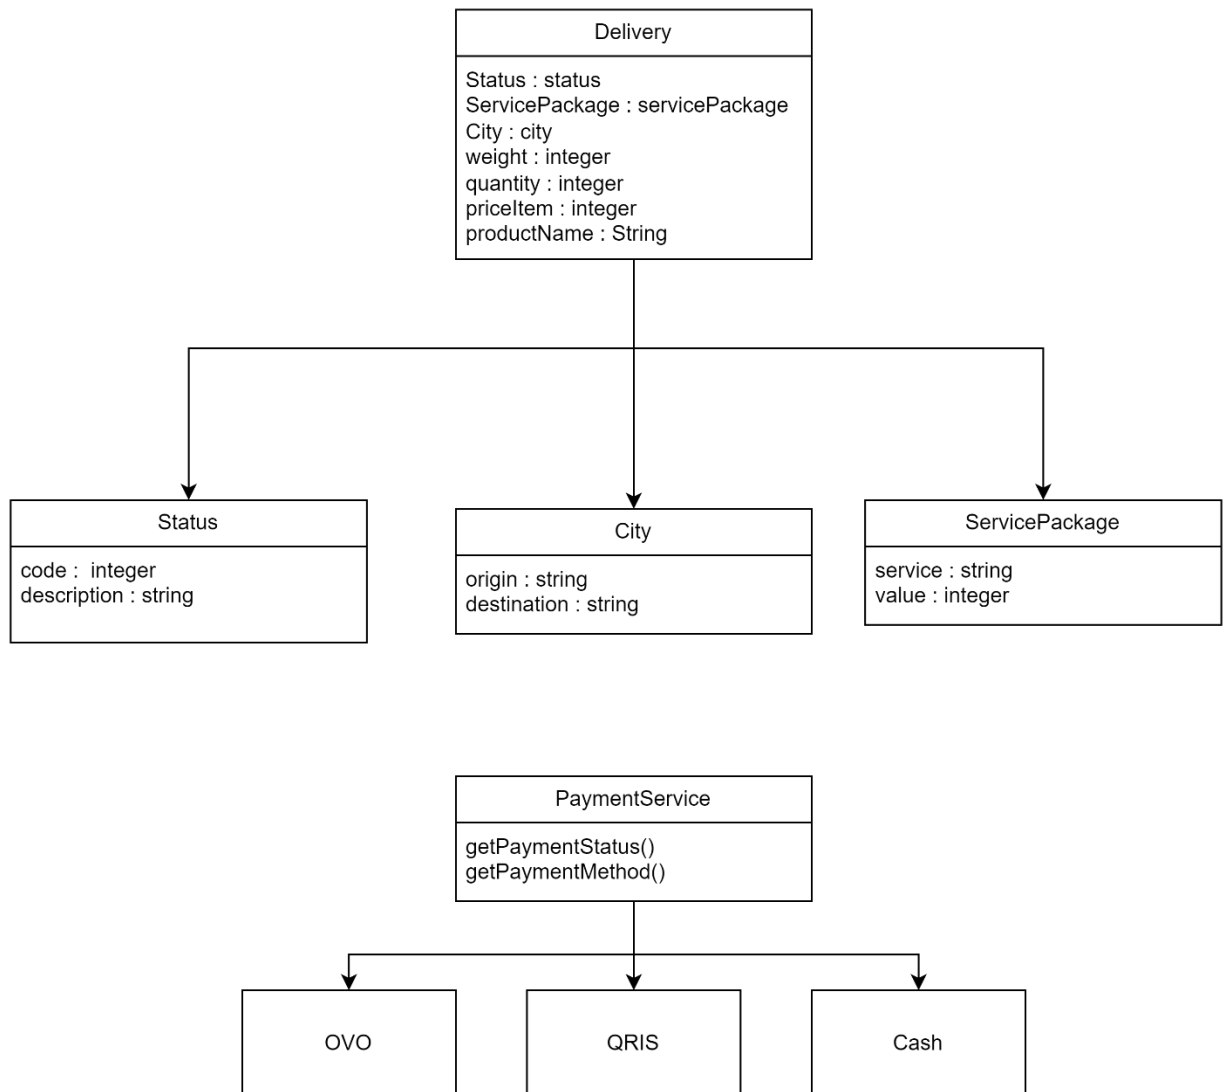 Delivery
Status : status
ServicePackage : servicePackage
City : city
weight : integer
quantity : integer
priceItem : integer
productName : String
Status
code :  integer
description : string
City
origin : string
destination : string
ServicePackage
service : string
value : integer
PaymentService
getPaymentStatus()
getPaymentMethod()
OVO
QRIS
Cash